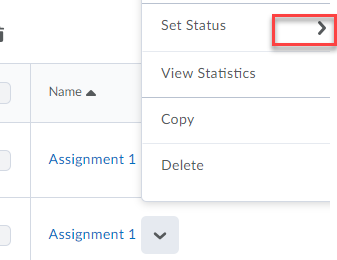 Set Status
View Statistics
Name
Copy
Assignment 1
Delete
Assignment 1